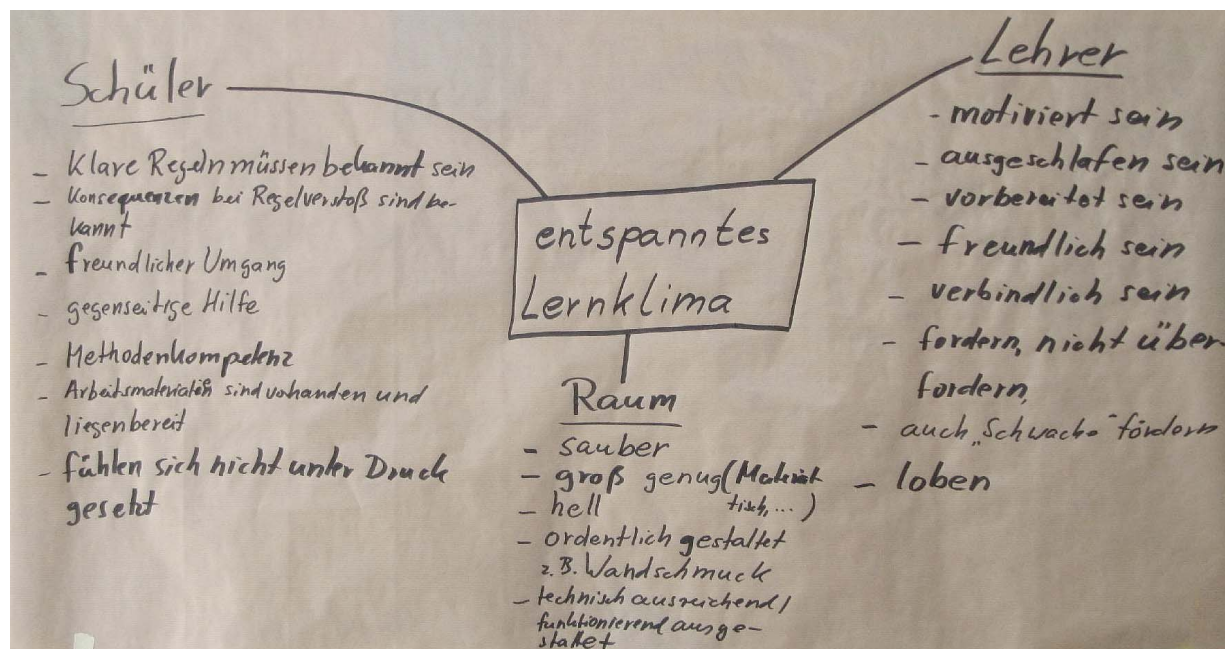 Schüler
- Klare Regeln müssen bekannt sein
- Konsequenzen bei Regelverstoß sind be-
kannt
- freundlicher Umgang
- gegenseitige Hilfe
- Methodenkompetenz
- Arbeitsmaterialien sind vorhanden und
liegen bereit
- fühlen sich nicht unter Druck
gesetzt
entspanntes
Lernklima
Raum
- sauber
- groß genug (Material
tisch, ...)
- hell
- ordentlich gestaltet
z.B. Wandschmuck
- technisch ausreichend /
funktionierend ausge-
stattet
Lehrer
- motiviert sein
- ausgeschlafen sein
- vorbereitet sein
- freundlich sein
- verbindlich sein
- fordern, nicht über-
fordern,
- auch „Schwache" fördern
- loben